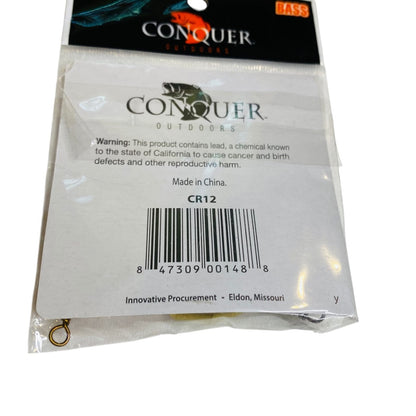 BASS
CONQUER
OUTDOORS
CONQUER
OUTDOORS
Warning: This product contains lead, a chemical known
to the state of California to cause cancer and birth
defects and other reproductive harm.
Made in China.
CR12
8 47309 00148 8
Innovative Procurement - Eldon, Missouri
y